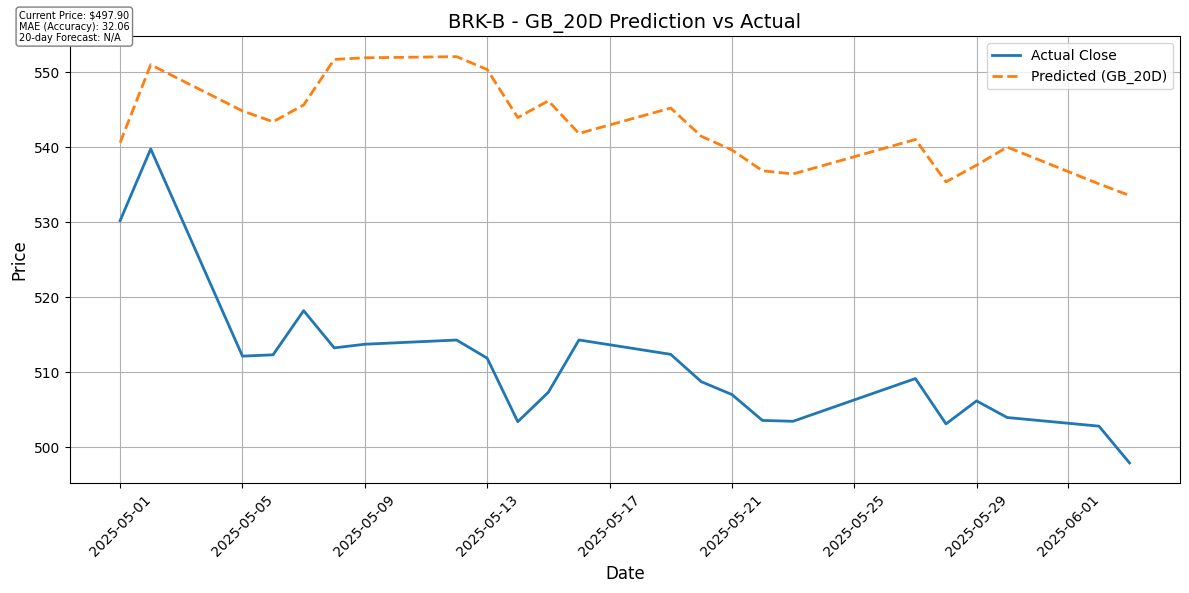 Current Price: $497.90
MAE (Accuracy): 32.06
20-day Forecast: N/A
BRK-B - GB_20D Prediction vs Actual
Actual Close
Predicted (GB_20D)
Price
550
540
530
520
510
500
2025-05-01
2025-05-05
2025-05-09
2025-05-13
2025-05-17
2025-05-21
2025-05-25
2025-05-29
2025-06-01
Date